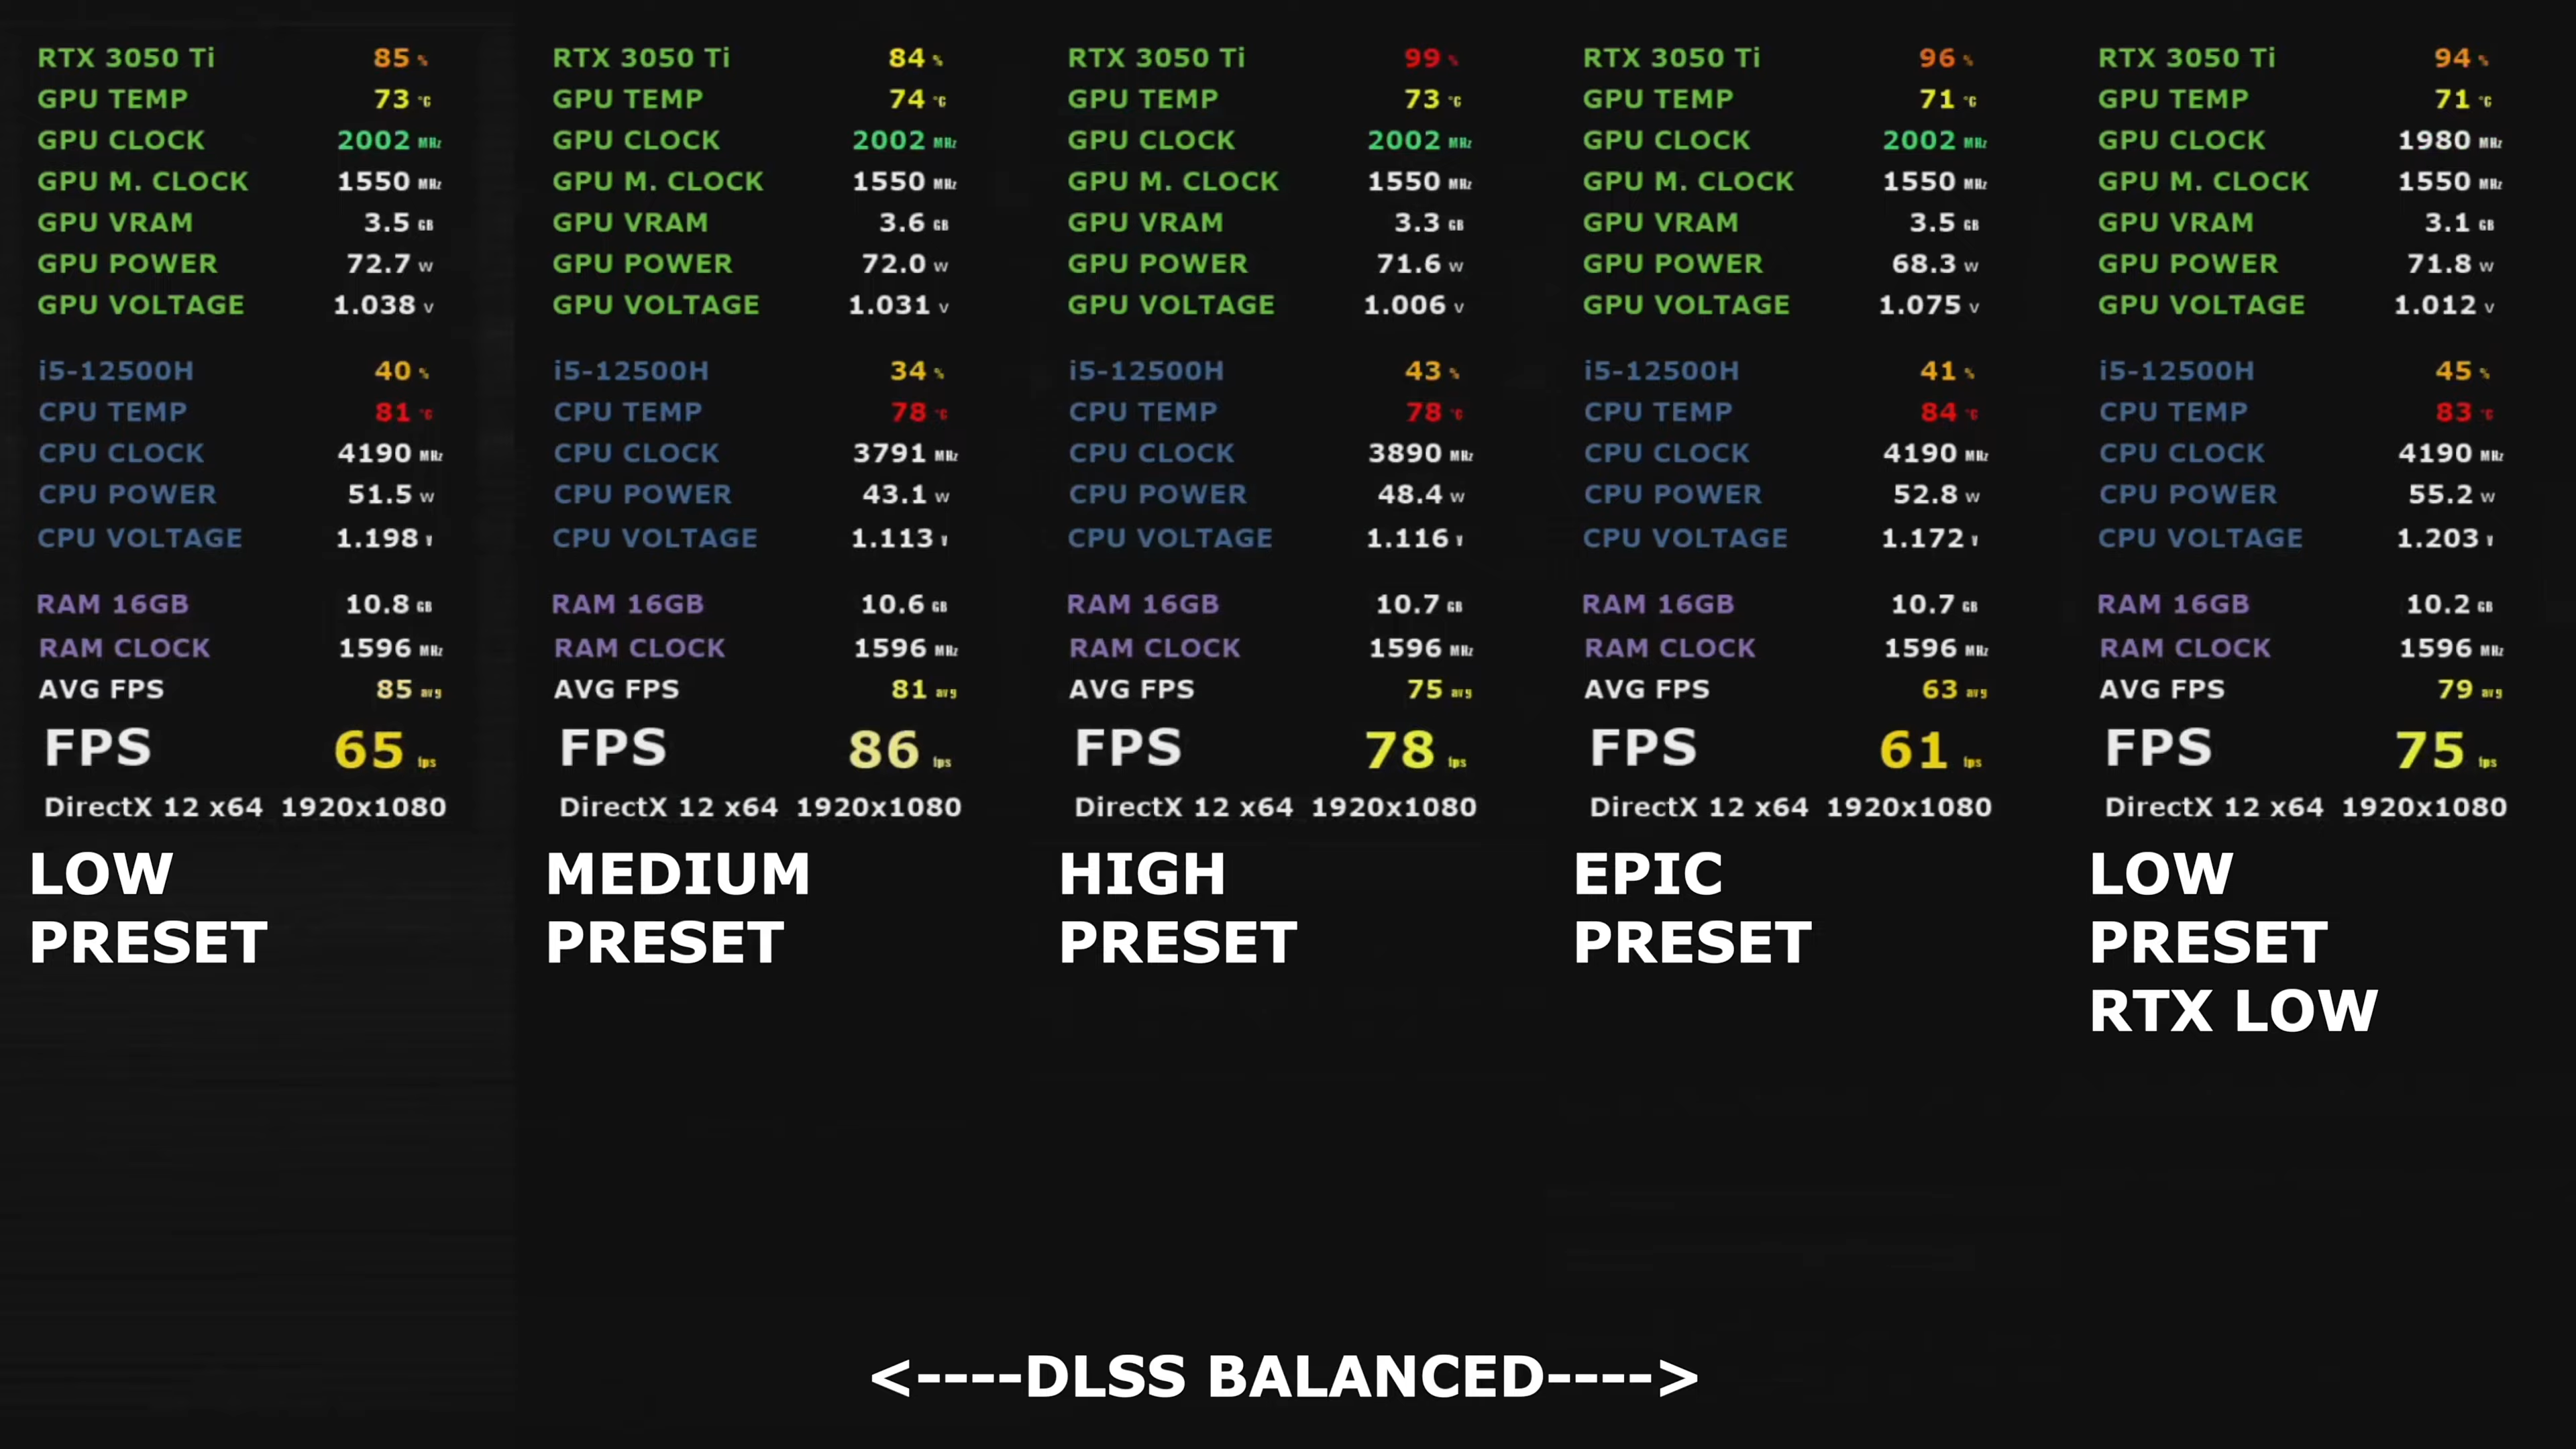 RTX 3050 Ti 85 %
GPU TEMP 73 °C
GPU CLOCK 2002 MHz
GPU M. CLOCK 1550 MHz
GPU VRAM 3.5 GB
GPU POWER 72.7 W
GPU VOLTAGE 1.038 V
i5-12500H 40 %
CPU TEMP 81 °C
CPU CLOCK 4190 MHz
CPU POWER 51.5 W
CPU VOLTAGE 1.198 V
RAM 16GB 10.8 GB
RAM CLOCK 1596 MHz
AVG FPS 85 avg
FPS 65 fps
DirectX 12 x64 1920x1080
LOW
PRESET
RTX 3050 Ti 84 %
GPU TEMP 74 °C
GPU CLOCK 2002 MHz
GPU M. CLOCK 1550 MHz
GPU VRAM 3.6 GB
GPU POWER 72.0 W
GPU VOLTAGE 1.031 V
i5-12500H 34 %
CPU TEMP 78 °C
CPU CLOCK 3791 MHz
CPU POWER 43.1 W
CPU VOLTAGE 1.113 V
RAM 16GB 10.6 GB
RAM CLOCK 1596 MHz
AVG FPS 81 avg
FPS 86 fps
DirectX 12 x64 1920x1080
MEDIUM
PRESET
RTX 3050 Ti 99 %
GPU TEMP 73 °C
GPU CLOCK 2002 MHz
GPU M. CLOCK 1550 MHz
GPU VRAM 3.3 GB
GPU POWER 71.6 W
GPU VOLTAGE 1.006 V
i5-12500H 43 %
CPU TEMP 78 °C
CPU CLOCK 3890 MHz
CPU POWER 48.4 W
CPU VOLTAGE 1.116 V
RAM 16GB 10.7 GB
RAM CLOCK 1596 MHz
AVG FPS 75 avg
FPS 78 fps
DirectX 12 x64 1920x1080
HIGH
PRESET
RTX 3050 Ti 96 %
GPU TEMP 71 °C
GPU CLOCK 2002 MHz
GPU M. CLOCK 1550 MHz
GPU VRAM 3.5 GB
GPU POWER 68.3 W
GPU VOLTAGE 1.075 V
i5-12500H 41 %
CPU TEMP 84 °C
CPU CLOCK 4190 MHz
CPU POWER 52.8 W
CPU VOLTAGE 1.172 V
RAM 16GB 10.7 GB
RAM CLOCK 1596 MHz
AVG FPS 63 avg
FPS 61 fps
DirectX 12 x64 1920x1080
EPIC
PRESET
RTX 3050 Ti 94 %
GPU TEMP 71 °C
GPU CLOCK 1980 MHz
GPU M. CLOCK 1550 MHz
GPU VRAM 3.1 GB
GPU POWER 71.8 W
GPU VOLTAGE 1.012 V
i5-12500H 45 %
CPU TEMP 83 °C
CPU CLOCK 4190 MHz
CPU POWER 55.2 W
CPU VOLTAGE 1.203 V
RAM 16GB 10.2 GB
RAM CLOCK 1596 MHz
AVG FPS 79 avg
FPS 75 fps
DirectX 12 x64 1920x1080
LOW
PRESET
RTX LOW
<----DLSS BALANCED---->